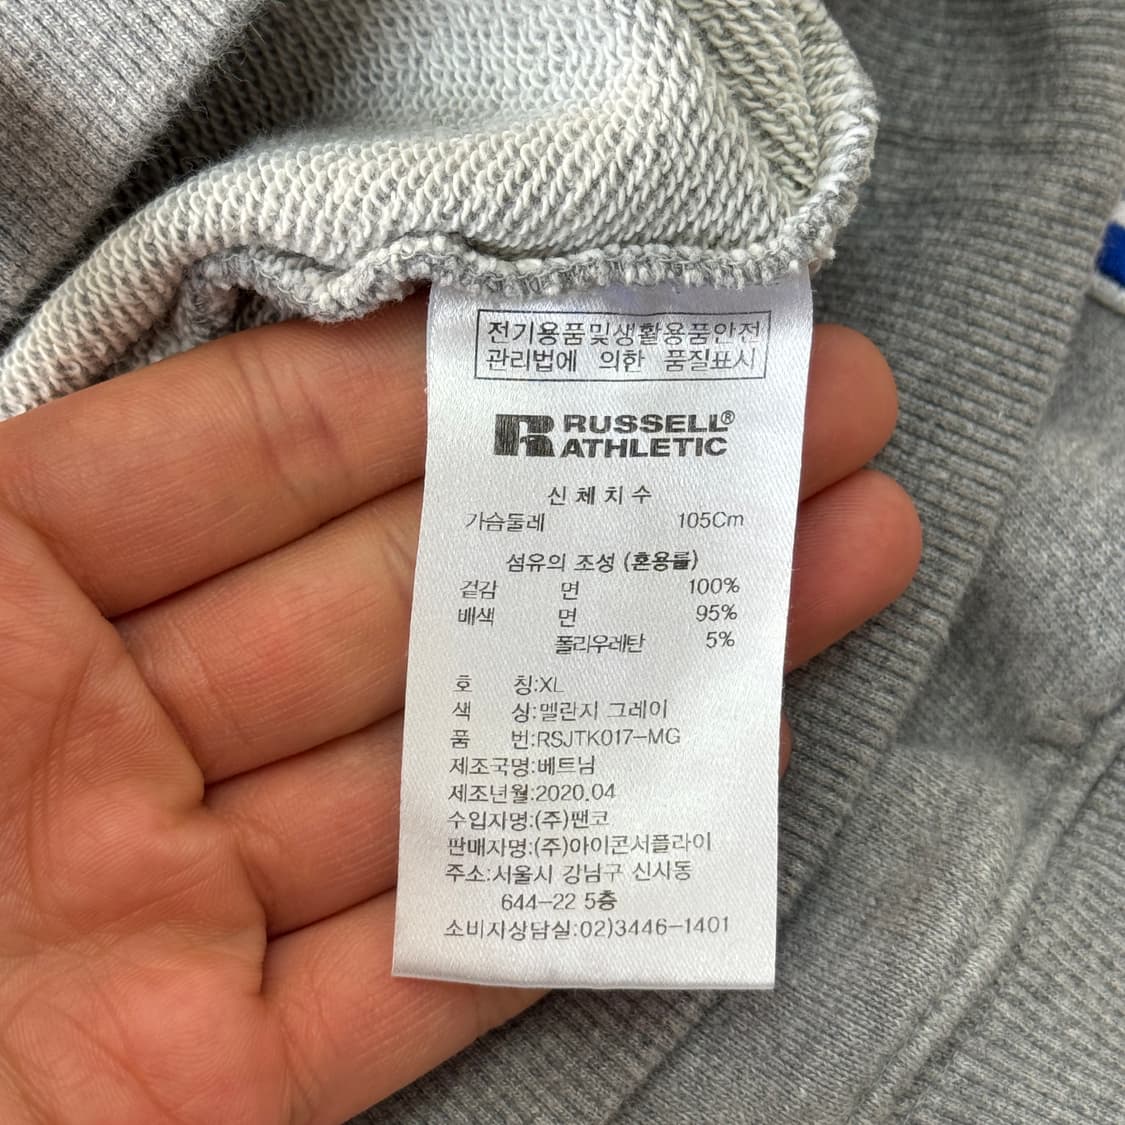 전기용품및생활용품안전
관리법에 의한 품질표시
RUSSELL®
ATHLETIC
신체치수
가슴둘레 105Cm
섬유의 조성 (혼용률)
겉감 면 100%
배색 면 95%
폴리우레탄 5%
호 칭:XL
색 상:멜란지 그레이
품 번:RSJTK017-MG
제조국명:베트남
제조년월:2020.04
수입자명:(주)팬코
판매자명:(주)아이콘서플라이
주소:서울시 강남구 신사동
644-22 5층
소비자상담실:02)3446-1401